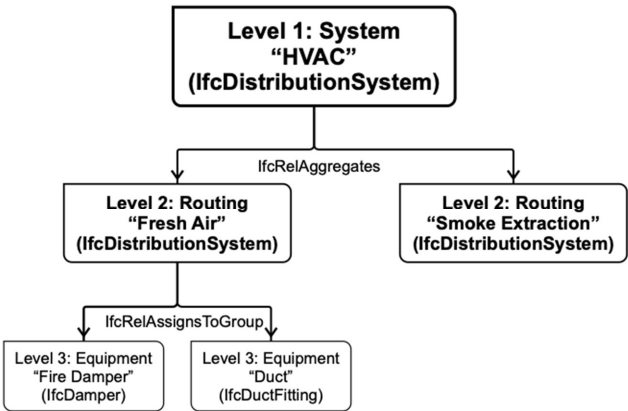 Level 1: System
“HVAC”
(IfcDistributionSystem)
IfcRelAggregates
Level 2: Routing
“Fresh Air”
(IfcDistributionSystem)
Level 2: Routing
“Smoke Extraction”
(IfcDistributionSystem)
IfcRelAssignsToGroup
Level 3: Equipment
“Fire Damper”
(IfcDamper)
Level 3: Equipment
“Duct”
(IfcDuctFitting)